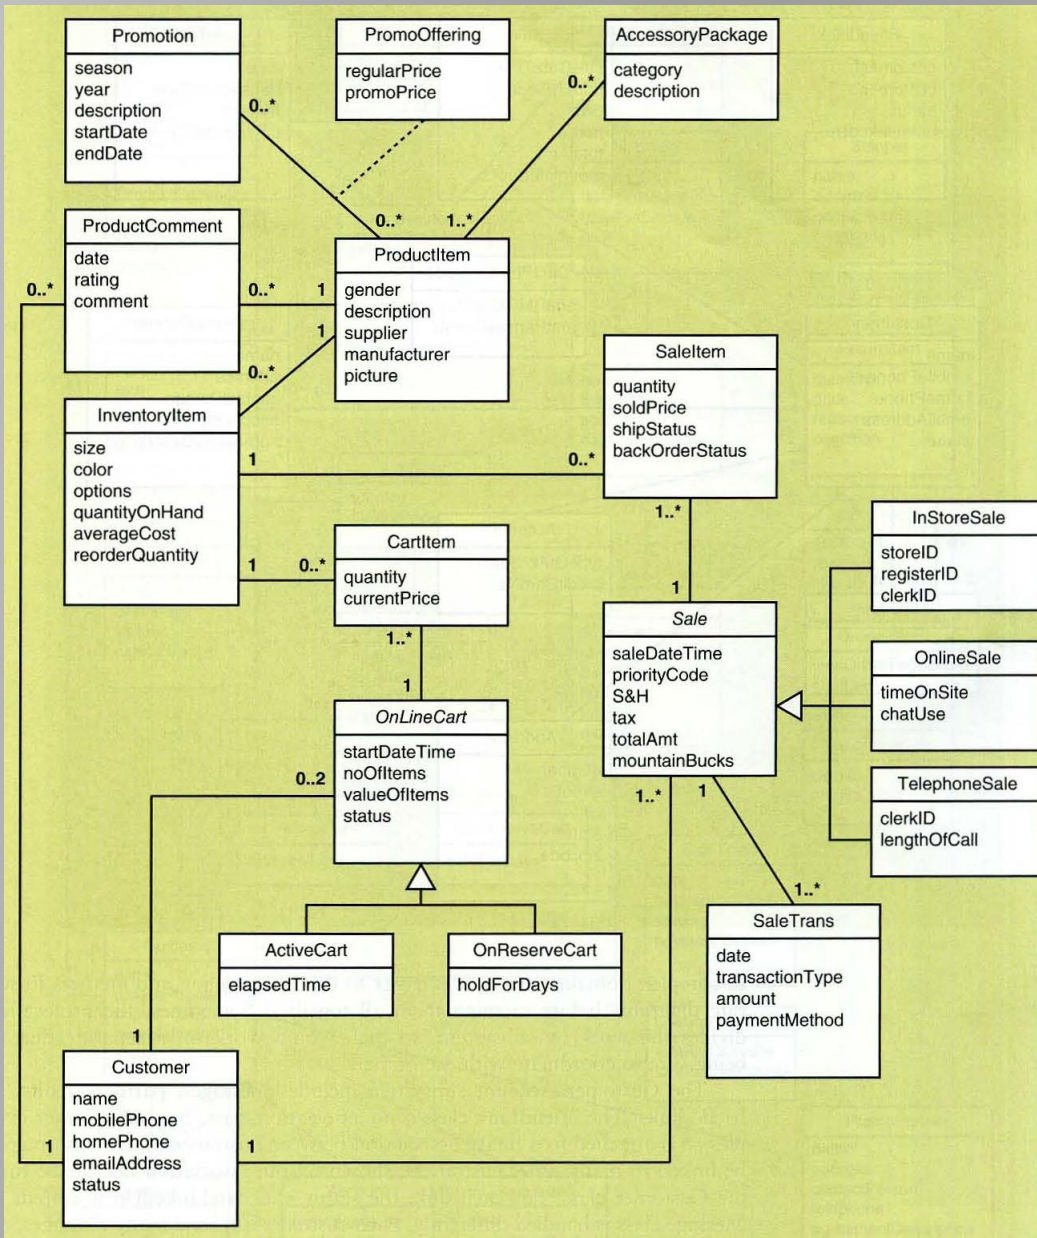 Promotion
season
year
description
startDate
endDate
0..*
PromoOffering
regularPrice
promoPrice
AccessoryPackage
category
description
0..*
0..*
1..*
ProductComment
date
rating
comment
0..*
0..*
1
ProductItem
gender
description
supplier
manufacturer
picture
1
0..*
InventoryItem
size
color
options
quantityOnHand
averageCost
reorderQuantity
1
0..*
SaleItem
quantity
soldPrice
shipStatus
backOrderStatus
1..*
1
1
0..*
CartItem
quantity
currentPrice
1..*
1
Sale
saleDateTime
priorityCode
S&H
tax
totalAmt
mountainBucks
InStoreSale
storeID
registerID
clerkID
OnlineSale
timeOnSite
chatUse
TelephoneSale
clerkID
lengthOfCall
OnLineCart
startDateTime
noOfItems
valueOfItems
status
0..2
1..*
1
1..*
ActiveCart
elapsedTime
OnReserveCart
holdForDays
SaleTrans
date
transactionType
amount
paymentMethod
1
Customer
name
mobilePhone
homePhone
emailAddress
status
1
1